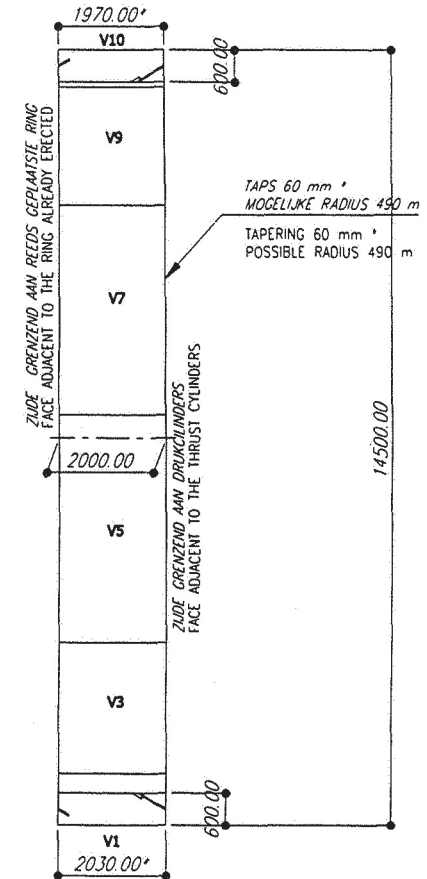 1970.00*
V10
600.00
V9
ZIJDE GRENZEND AAN REEDS GEPLAATSTE RING
FACE ADJACENT TO THE RING ALREADY ERECTED
TAPS 60 mm *
MOGELIJKE RADIUS 490 m
TAPERING 60 mm *
POSSIBLE RADIUS 490 m
V7
14500.00
2000.00
ZIJDE GRENZEND AAN DRUKCILINDERS
FACE ADJACENT TO THE THRUST CYLINDERS
V5
V3
600.00
V1
2030.00*